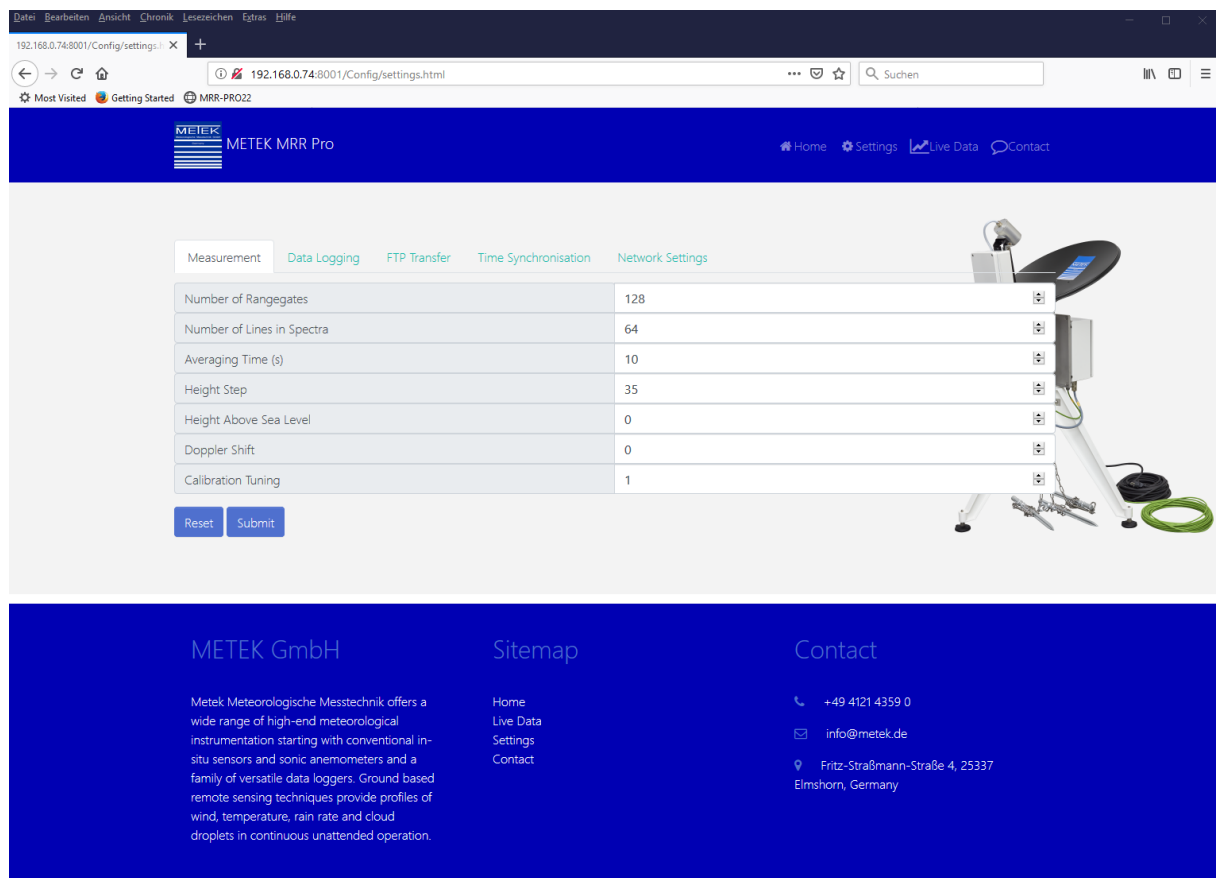 Datei Bearbeiten Ansicht Chronik Lesezeichen Extras Hilfe
192.168.0.74:8001/Config/settings.h
192.168.0.74:8001/Config/settings.html
Suchen
Most Visited Getting Started MRR-PRO22
METEK
METEK MRR Pro
Home Settings Live Data Contact
Measurement Data Logging FTP Transfer Time Synchronisation Network Settings
Number of Rangegates 128
Number of Lines in Spectra 64
Averaging Time (s) 10
Height Step 35
Height Above Sea Level 0
Doppler Shift 0
Calibration Tuning 1
Reset Submit
METEK GmbH
Metek Meteorologische Messtechnik offers a
wide range of high-end meteorological
instrumentation starting with conventional in-
situ sensors and sonic anemometers and a
family of versatile data loggers. Ground based
remote sensing techniques provide profiles of
wind, temperature, rain rate and cloud
droplets in continuous unattended operation.
Sitemap
Home
Live Data
Settings
Contact
Contact
+49 4121 4359 0
info@metek.de
Fritz-Straßmann-Straße 4, 25337
Elmshorn, Germany